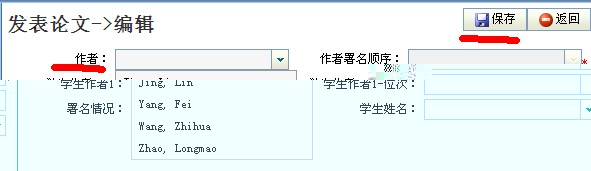 发表论文->编辑 保存 返回
作者： 作者署名顺序： *
学生作者1： Jing, Lin 学生作者1-位次：
署名情况： Yang, Fei 学生姓名：
Wang, Zhihua
Zhao, Longmao